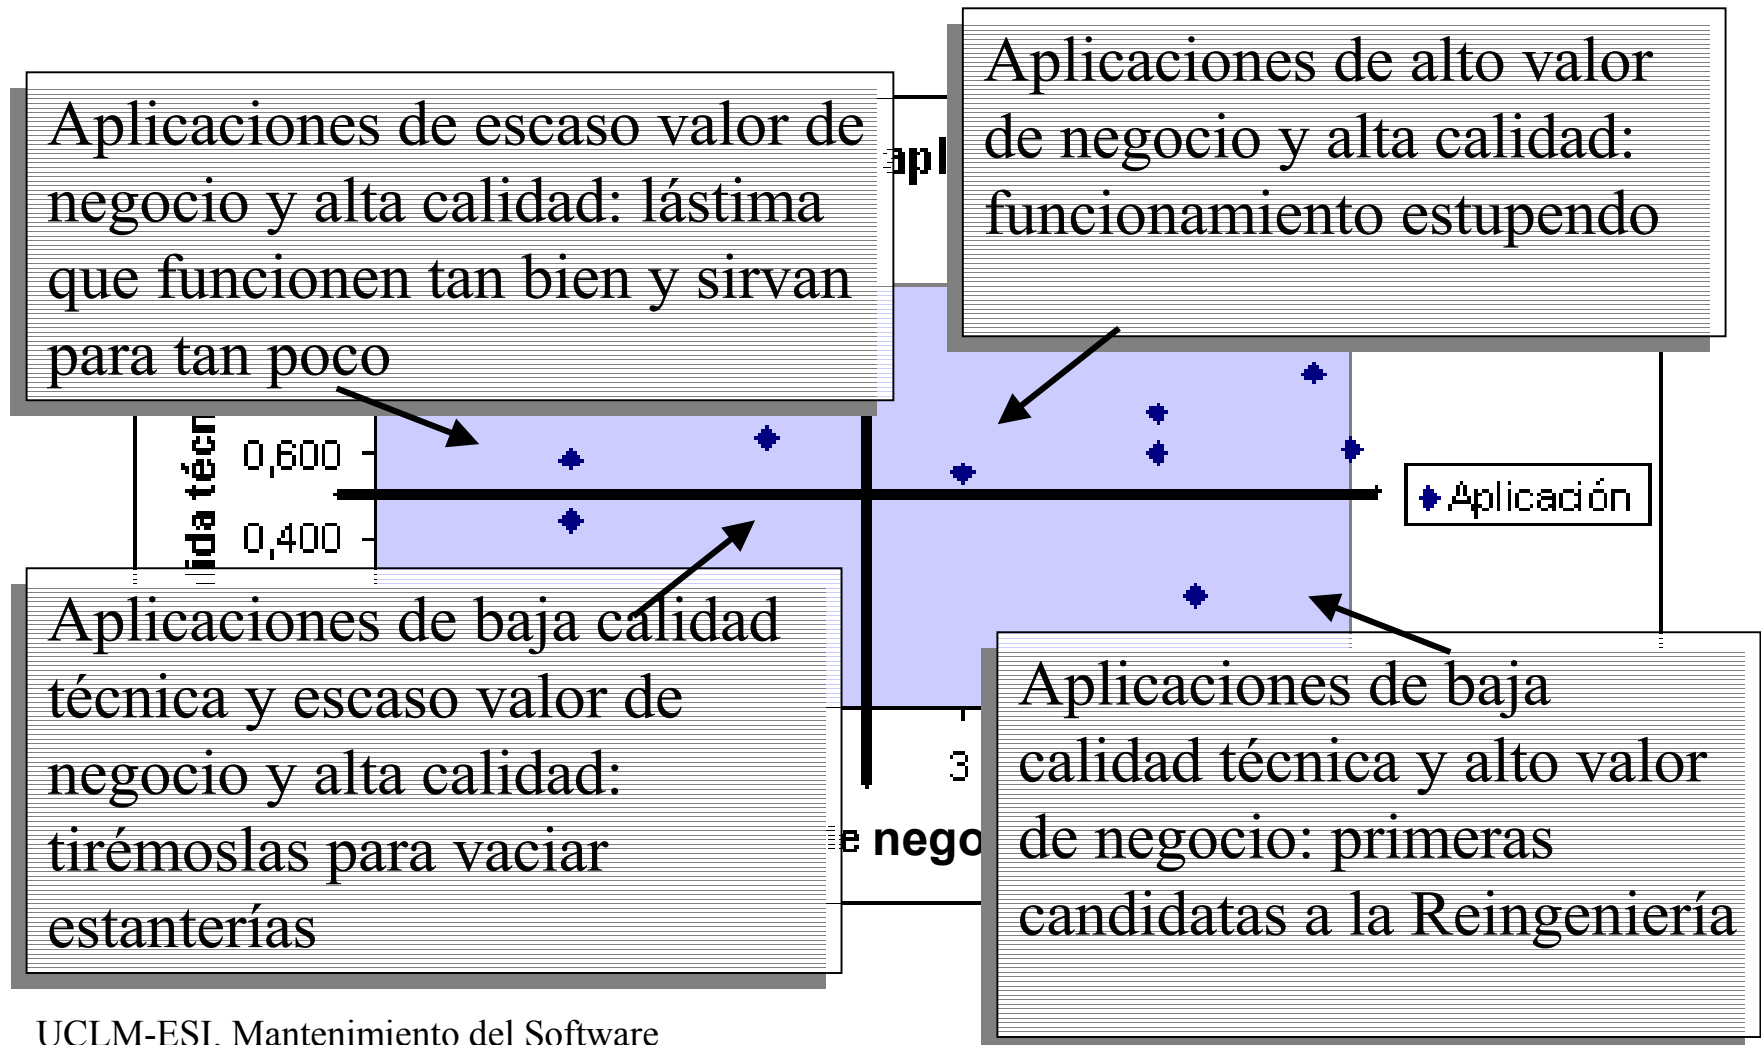 Aplicaciones de escaso valor de
negocio y alta calidad: lástima
que funcionen tan bien y sirvan
para tan poco
Aplicaciones de alto valor
de negocio y alta calidad:
funcionamiento estupendo
0,600
0,400
Aplicación
Aplicaciones de baja calidad
técnica y escaso valor de
negocio y alta calidad:
tirémoslas para vaciar
estanterías
3
Aplicaciones de baja
calidad técnica y alto valor
de negocio: primeras
candidatas a la Reingeniería
UCLM-ESI. Mantenimiento del Software